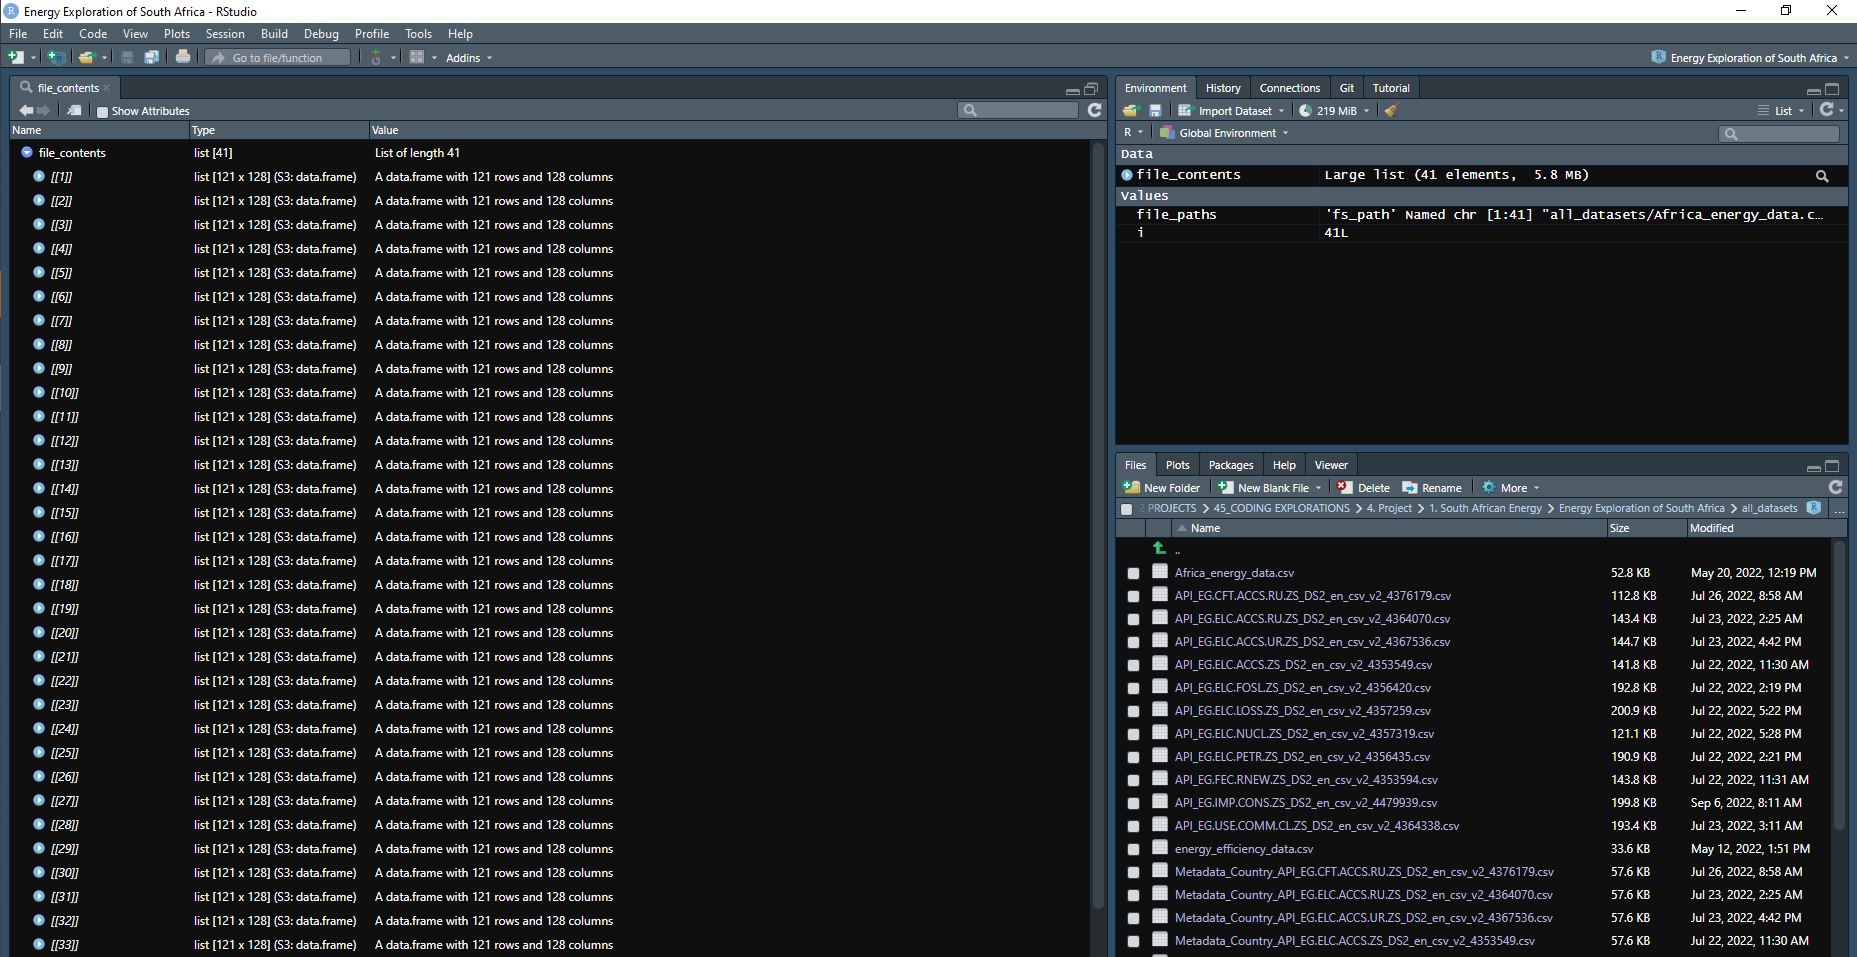 Energy Exploration of South Africa - RStudio
File Edit Code View Plots Session Build Debug Profile Tools Help
Go to file/function Addins Energy Exploration of South Africa
file_contents
Show Attributes
Name Type Value
file_contents list [41] List of length 41
[[1]] list [121 x 128] (S3: data.frame) A data.frame with 121 rows and 128 columns
[[2]] list [121 x 128] (S3: data.frame) A data.frame with 121 rows and 128 columns
[[3]] list [121 x 128] (S3: data.frame) A data.frame with 121 rows and 128 columns
[[4]] list [121 x 128] (S3: data.frame) A data.frame with 121 rows and 128 columns
[[5]] list [121 x 128] (S3: data.frame) A data.frame with 121 rows and 128 columns
[[6]] list [121 x 128] (S3: data.frame) A data.frame with 121 rows and 128 columns
[[7]] list [121 x 128] (S3: data.frame) A data.frame with 121 rows and 128 columns
[[8]] list [121 x 128] (S3: data.frame) A data.frame with 121 rows and 128 columns
[[9]] list [121 x 128] (S3: data.frame) A data.frame with 121 rows and 128 columns
[[10]] list [121 x 128] (S3: data.frame) A data.frame with 121 rows and 128 columns
[[11]] list [121 x 128] (S3: data.frame) A data.frame with 121 rows and 128 columns
[[12]] list [121 x 128] (S3: data.frame) A data.frame with 121 rows and 128 columns
[[13]] list [121 x 128] (S3: data.frame) A data.frame with 121 rows and 128 columns
[[14]] list [121 x 128] (S3: data.frame) A data.frame with 121 rows and 128 columns
[[15]] list [121 x 128] (S3: data.frame) A data.frame with 121 rows and 128 columns
[[16]] list [121 x 128] (S3: data.frame) A data.frame with 121 rows and 128 columns
[[17]] list [121 x 128] (S3: data.frame) A data.frame with 121 rows and 128 columns
[[18]] list [121 x 128] (S3: data.frame) A data.frame with 121 rows and 128 columns
[[19]] list [121 x 128] (S3: data.frame) A data.frame with 121 rows and 128 columns
[[20]] list [121 x 128] (S3: data.frame) A data.frame with 121 rows and 128 columns
[[21]] list [121 x 128] (S3: data.frame) A data.frame with 121 rows and 128 columns
[[22]] list [121 x 128] (S3: data.frame) A data.frame with 121 rows and 128 columns
[[23]] list [121 x 128] (S3: data.frame) A data.frame with 121 rows and 128 columns
[[24]] list [121 x 128] (S3: data.frame) A data.frame with 121 rows and 128 columns
[[25]] list [121 x 128] (S3: data.frame) A data.frame with 121 rows and 128 columns
[[26]] list [121 x 128] (S3: data.frame) A data.frame with 121 rows and 128 columns
[[27]] list [121 x 128] (S3: data.frame) A data.frame with 121 rows and 128 columns
[[28]] list [121 x 128] (S3: data.frame) A data.frame with 121 rows and 128 columns
[[29]] list [121 x 128] (S3: data.frame) A data.frame with 121 rows and 128 columns
[[30]] list [121 x 128] (S3: data.frame) A data.frame with 121 rows and 128 columns
[[31]] list [121 x 128] (S3: data.frame) A data.frame with 121 rows and 128 columns
[[32]] list [121 x 128] (S3: data.frame) A data.frame with 121 rows and 128 columns
[[33]] list [121 x 128] (S3: data.frame) A data.frame with 121 rows and 128 columns
Environment History Connections Git Tutorial
Import Dataset 219 MiB List
R Global Environment
Data
file_contents Large list (41 elements, 5.8 MB)
Values
file_paths 'fs_path' Named chr [1:41] "all_datasets/Africa_energy_data.c…
i 41L
Files Plots Packages Help Viewer
New Folder New Blank File Delete Rename More
2 PROJECTS > 45_CODING EXPLORATIONS > 4. Project > 1. South African Energy > Energy Exploration of South Africa > all_datasets ...
Name Size Modified
..
Africa_energy_data.csv 52.8 KB May 20, 2022, 12:19 PM
API_EG.CFT.ACCS.RU.ZS_DS2_en_csv_v2_4376179.csv 112.8 KB Jul 26, 2022, 8:58 AM
API_EG.ELC.ACCS.RU.ZS_DS2_en_csv_v2_4364070.csv 143.4 KB Jul 23, 2022, 2:25 AM
API_EG.ELC.ACCS.UR.ZS_DS2_en_csv_v2_4367536.csv 144.7 KB Jul 23, 2022, 4:42 PM
API_EG.ELC.ACCS.ZS_DS2_en_csv_v2_4353549.csv 141.8 KB Jul 22, 2022, 11:30 AM
API_EG.ELC.FOSL.ZS_DS2_en_csv_v2_4356420.csv 192.8 KB Jul 22, 2022, 2:19 PM
API_EG.ELC.LOSS.ZS_DS2_en_csv_v2_4357259.csv 200.9 KB Jul 22, 2022, 5:22 PM
API_EG.ELC.NUCL.ZS_DS2_en_csv_v2_4357319.csv 121.1 KB Jul 22, 2022, 5:28 PM
API_EG.ELC.PETR.ZS_DS2_en_csv_v2_4356435.csv 190.9 KB Jul 22, 2022, 2:21 PM
API_EG.FEC.RNEW.ZS_DS2_en_csv_v2_4353594.csv 143.8 KB Jul 22, 2022, 11:31 AM
API_EG.IMP.CONS.ZS_DS2_en_csv_v2_4479939.csv 199.8 KB Sep 6, 2022, 8:11 AM
API_EG.USE.COMM.CL.ZS_DS2_en_csv_v2_4364338.csv 193.4 KB Jul 23, 2022, 3:11 AM
energy_efficiency_data.csv 33.6 KB May 12, 2022, 1:51 PM
Metadata_Country_API_EG.CFT.ACCS.RU.ZS_DS2_en_csv_v2_4376179.csv 57.6 KB Jul 26, 2022, 8:58 AM
Metadata_Country_API_EG.ELC.ACCS.RU.ZS_DS2_en_csv_v2_4364070.csv 57.6 KB Jul 23, 2022, 2:25 AM
Metadata_Country_API_EG.ELC.ACCS.UR.ZS_DS2_en_csv_v2_4367536.csv 57.6 KB Jul 23, 2022, 4:42 PM
Metadata_Country_API_EG.ELC.ACCS.ZS_DS2_en_csv_v2_4353549.csv 57.6 KB Jul 22, 2022, 11:30 AM